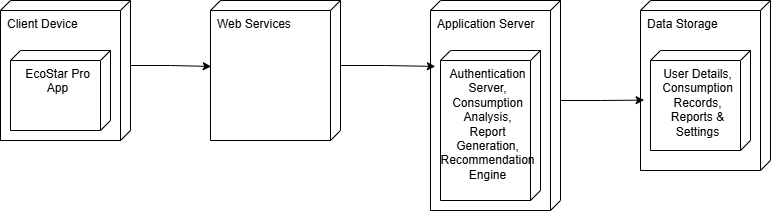 Client Device
EcoStar Pro
App
Web Services
Application Server
Authentication
Server,
Consumption
Analysis,
Report
Generation,
Recommendation
Engine
Data Storage
User Details,
Consumption
Records,
Reports &
Settings